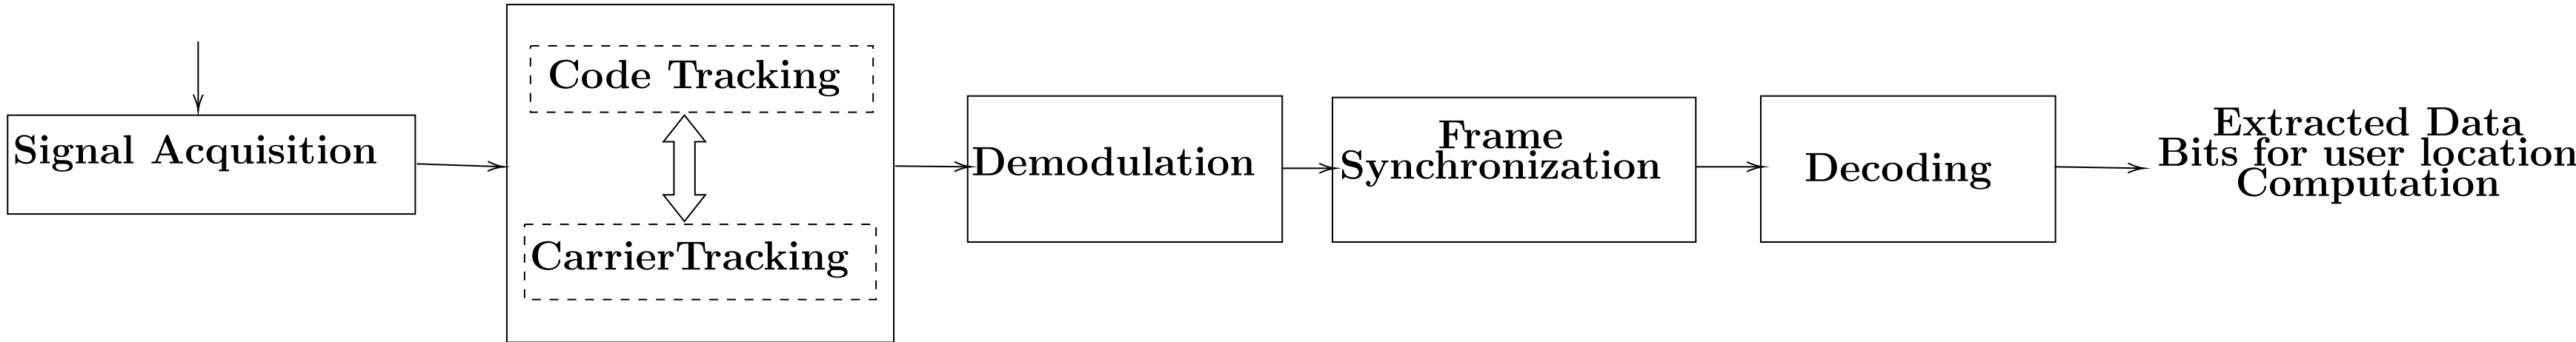 Signal Acquisition
Code Tracking
CarrierTracking
Demodulation
Frame
Synchronization
Decoding
Extracted Data
Bits for user location
Computation